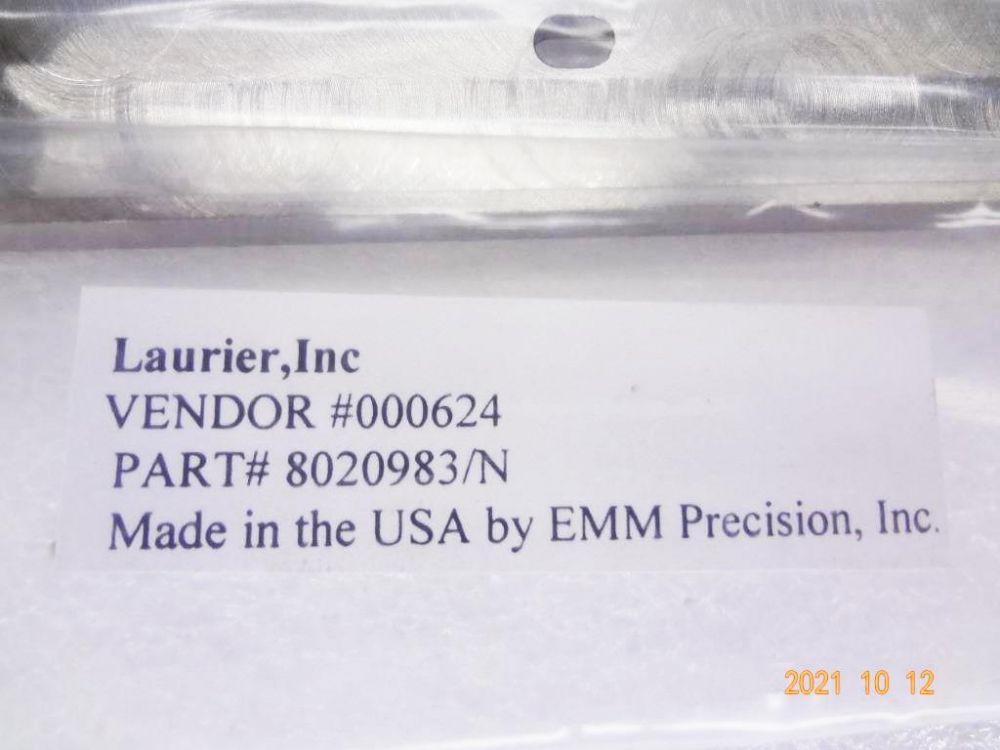 Laurier,Inc
VENDOR #000624
PART# 8020983/N
Made in the USA by EMM Precision, Inc.
2021 10 12